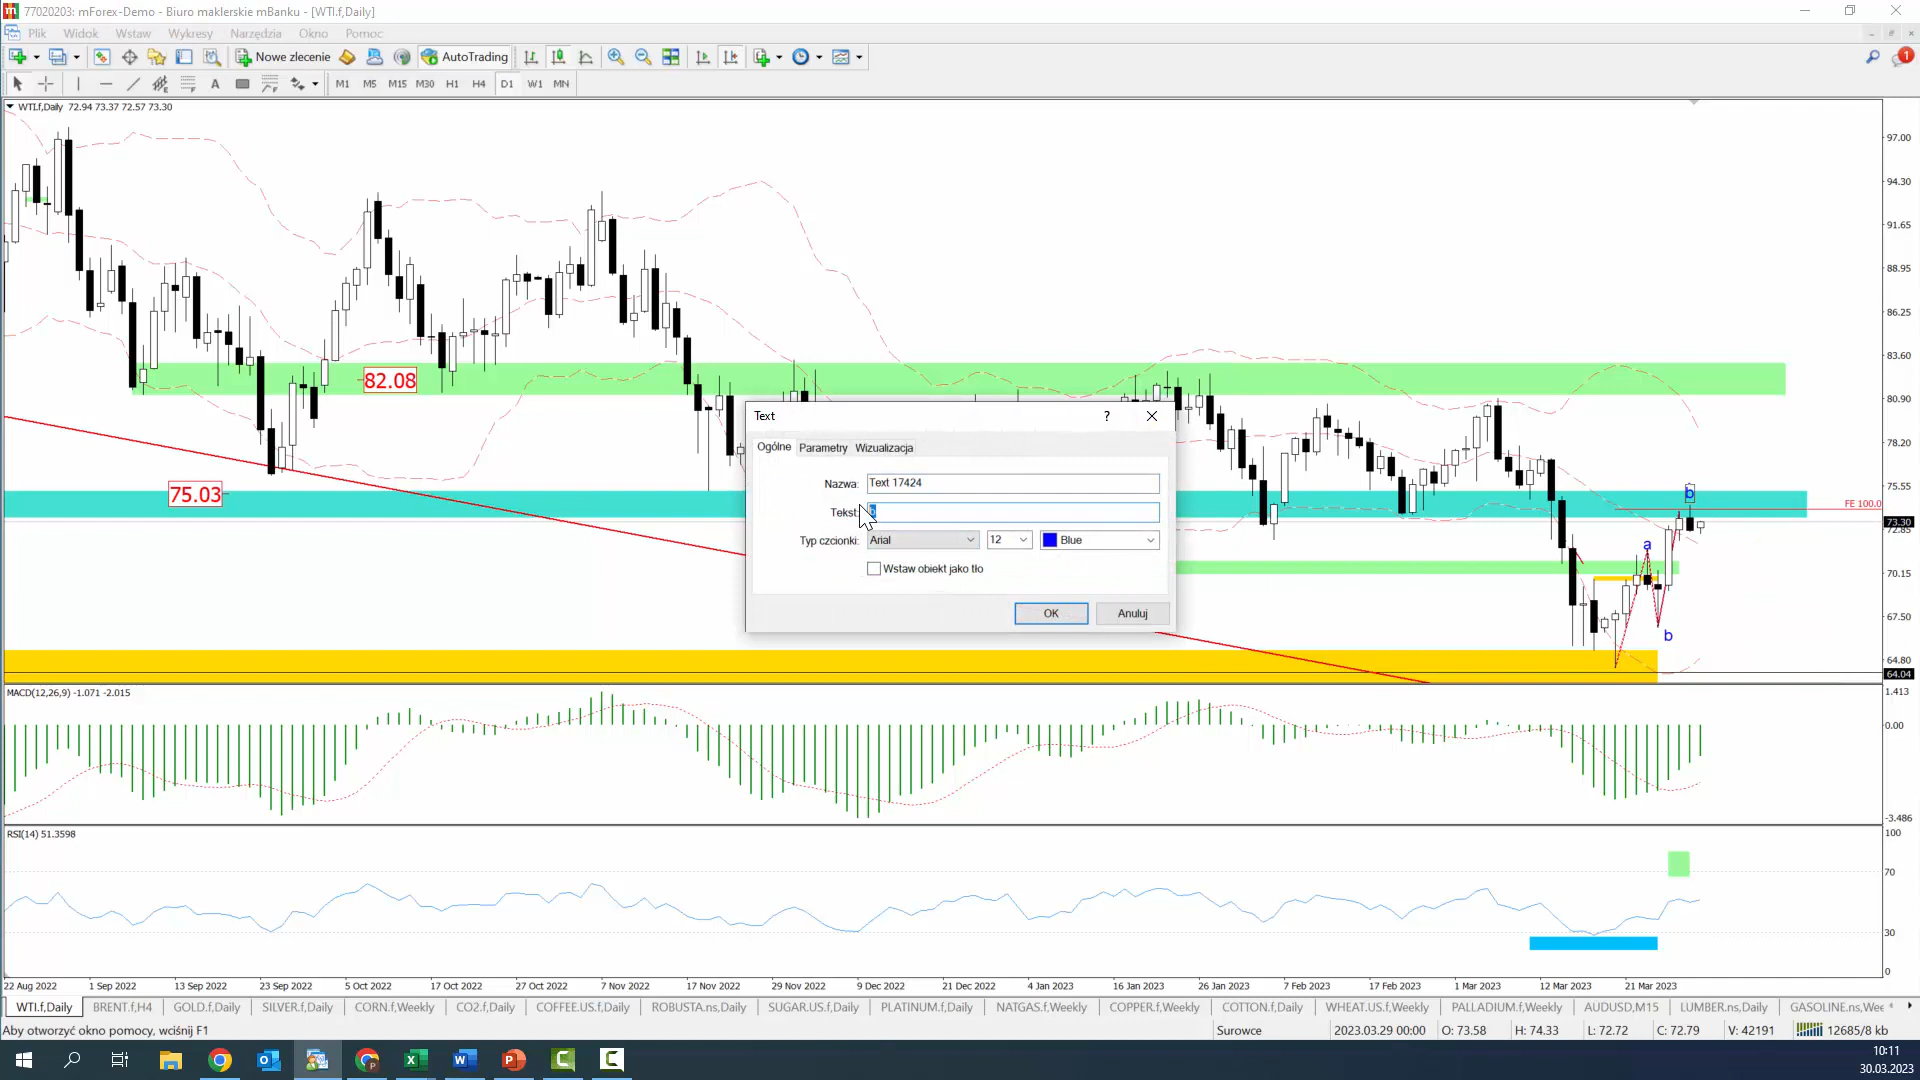 77020203: mForex-Demo - Biuro maklerskie mBanku - [WTI.f,Daily]
Plik Widok Wstaw Wykresy Narzędzia Okno Pomoc
Nowe zlecenie AutoTrading 1
A M1 M5 M15 M30 H1 H4 D1 W1 MN
WTI.f,Daily 72.94 73.37 72.57 73.30
97.00
94.30
91.65
88.95
86.25
83.60
82.08
80.90
Text ?
Ogólne Parametry Wizualizacja
78.20
Nazwa: Text 17424
75.55
75.03
b
FE 100.0
Tekst: b
73.30
72.85
Typ czcionki: Arial 12 Blue
a
Wstaw obiekt jako tło
70.15
OK Anuluj
67.50
b
64.80
64.04
MACD(12,26,9) -1.071 -2.015
1.413
0.00
-3.486
RSI(14) 51.3598
100
70
30
0
22 Aug 2022 1 Sep 2022 13 Sep 2022 23 Sep 2022 5 Oct 2022 17 Oct 2022 27 Oct 2022 7 Nov 2022 17 Nov 2022 29 Nov 2022 9 Dec 2022 21 Dec 2022 4 Jan 2023 16 Jan 2023 26 Jan 2023 7 Feb 2023 17 Feb 2023 1 Mar 2023 12 Mar 2023 21 Mar 2023
WTI.f,Daily BRENT.f,H4 GOLD.f,Daily SILVER.f,Daily CORN.f,Weekly CO2.f,Daily COFFEE.US.f,Daily ROBUSTA.ns,Daily SUGAR.US.f,Daily PLATINUM.f,Daily NATGAS.f,Weekly COPPER.f,Weekly COTTON.f,Daily WHEAT.US.f,Weekly PALLADIUM.f,Weekly AUDUSD,M15 LUMBER.ns,Daily GASOLINE.ns,Wee
Aby otworzyć okno pomocy, wciśnij F1 Surowce 2023.03.29 00:00 O: 73.58 H: 74.33 L: 72.72 C: 72.79 V: 42191 12685/8 kb
10:11
30.03.2023